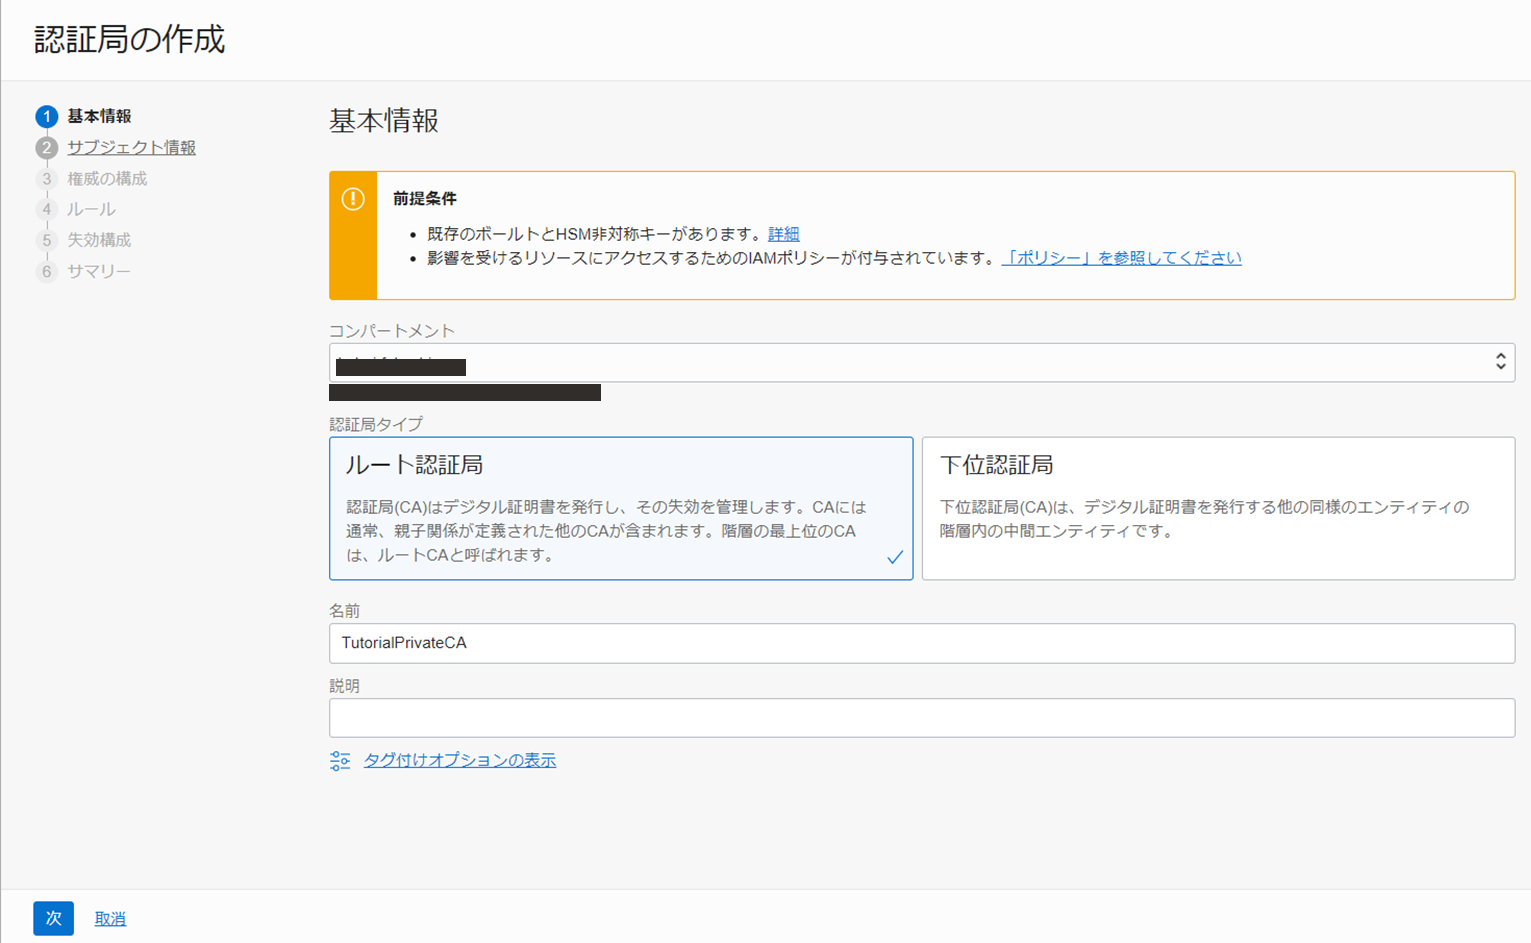 認証局の作成
1 基本情報
2 サブジェクト情報
3 権威の構成
4 ルール
5 失効構成
6 サマリー
基本情報
前提条件
• 既存のボールトとHSM非対称キーがあります。詳細
• 影響を受けるリソースにアクセスするためのIAMポリシーが付与されています。「ポリシー」を参照してください
コンパートメント
認証局タイプ
ルート認証局
認証局(CA)はデジタル証明書を発行し、その失効を管理します。CAには
通常、親子関係が定義された他のCAが含まれます。階層の最上位のCA
は、ルートCAと呼ばれます。
下位認証局
下位認証局(CA)は、デジタル証明書を発行する他の同様のエンティティの
階層内の中間エンティティです。
名前
TutorialPrivateCA
説明
タグ付けオプションの表示
次 取消